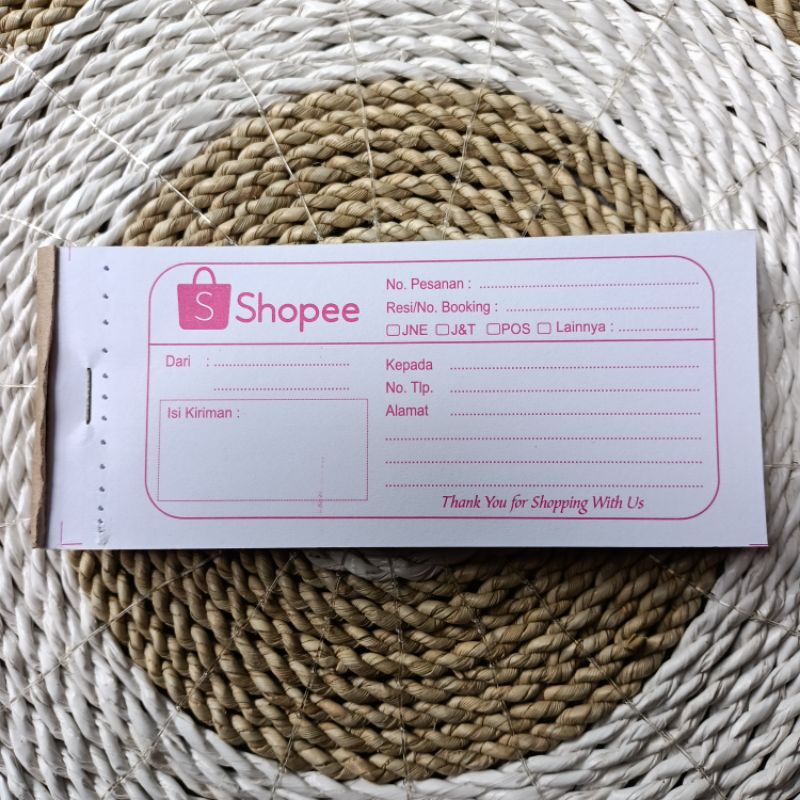 S Shopee
No. Pesanan : ................................
Resi/No. Booking : ................................
JNE J&T POS Lainnya : ................
Dari : ................................
................................
Isi Kiriman :
Kepada ................................
No. Tlp. ................................
Alamat ................................
................................
................................
................................
Thank You for Shopping With Us